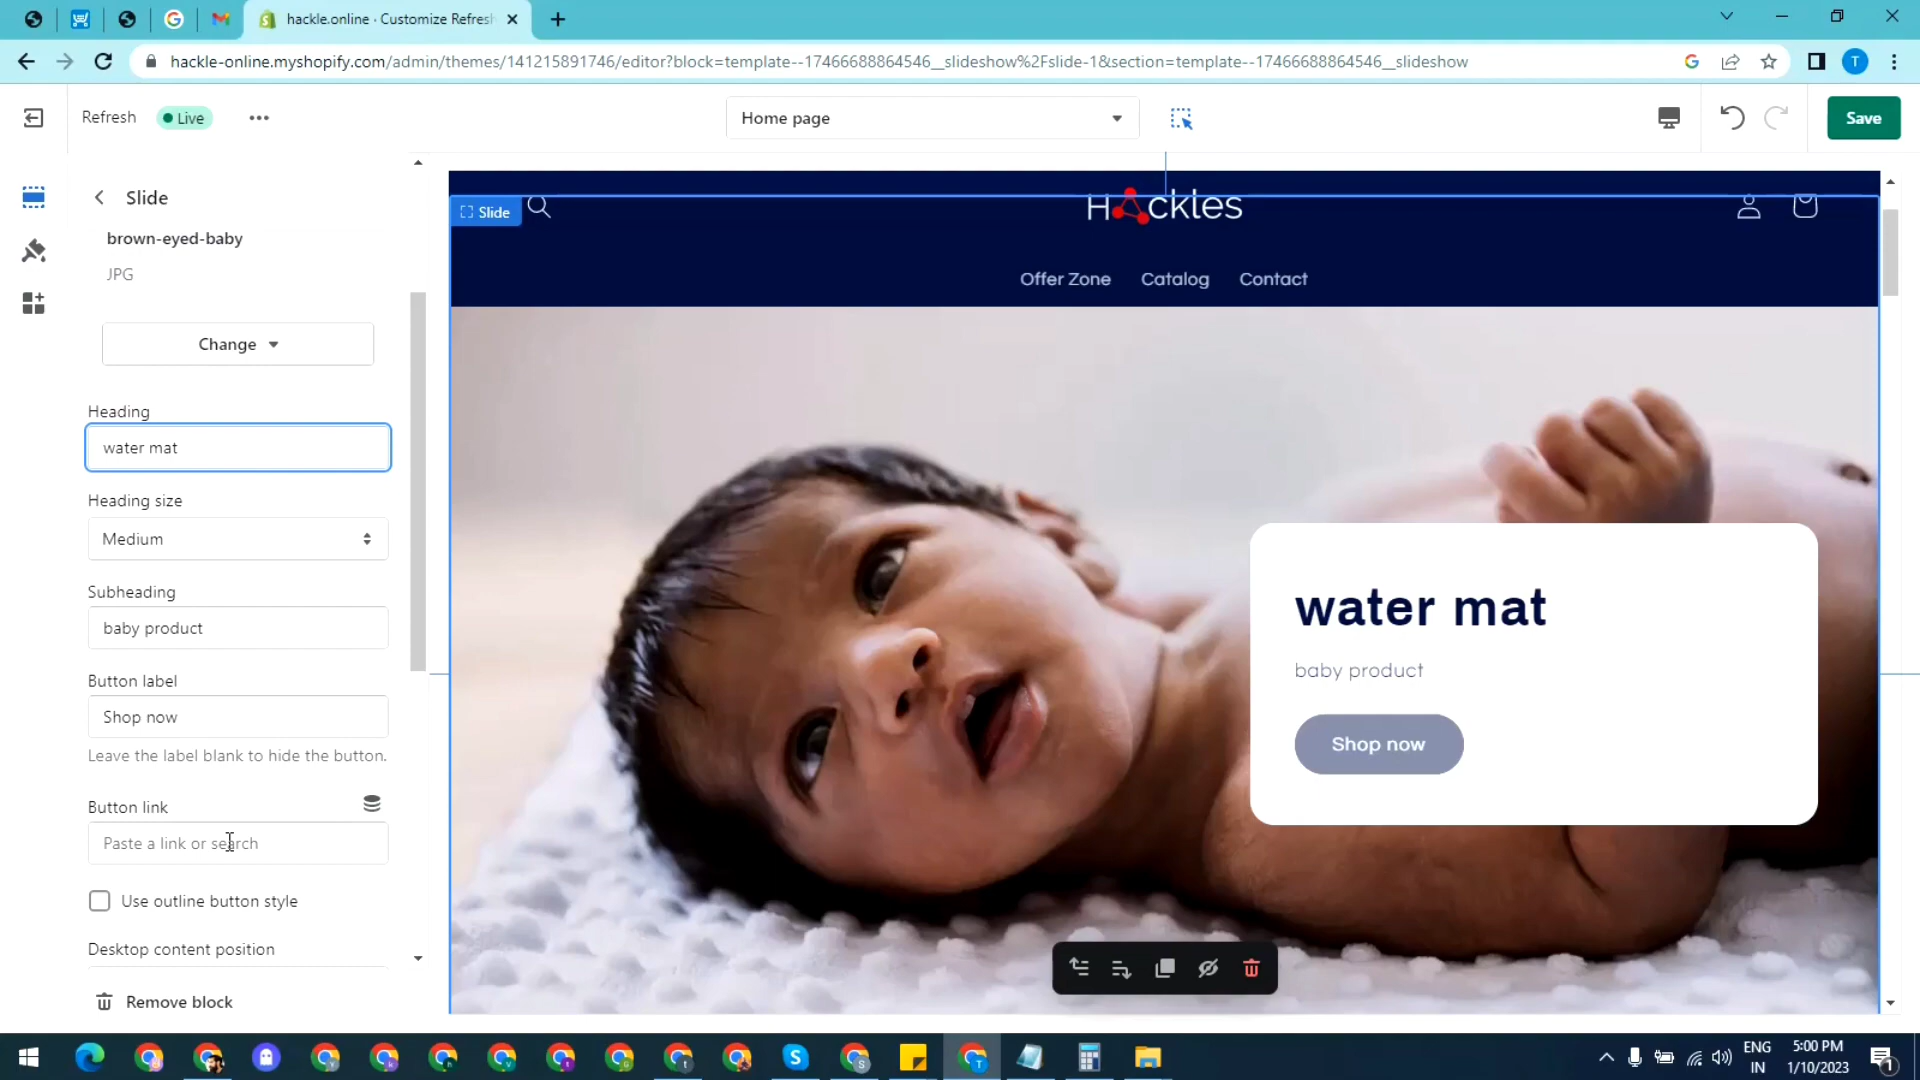 hackle.online · Customize Refresh
hackle-online.myshopify.com/admin/themes/141215891746/editor?block=template--17466688864546__slideshow%2Fslide-1&section=template--17466688864546__slideshow
T
Refresh
Live
Home page
Save
Slide
brown-eyed-baby
JPG
Change
Heading
water mat
Heading size
Medium
Subheading
baby product
Button label
Shop now
Leave the label blank to hide the button.
Button link
Paste a link or search
Use outline button style
Desktop content position
Remove block
Slide
Hackles
Offer Zone
Catalog
Contact
water mat
baby product
Shop now
ENG
IN
5:00 PM
1/10/2023
1